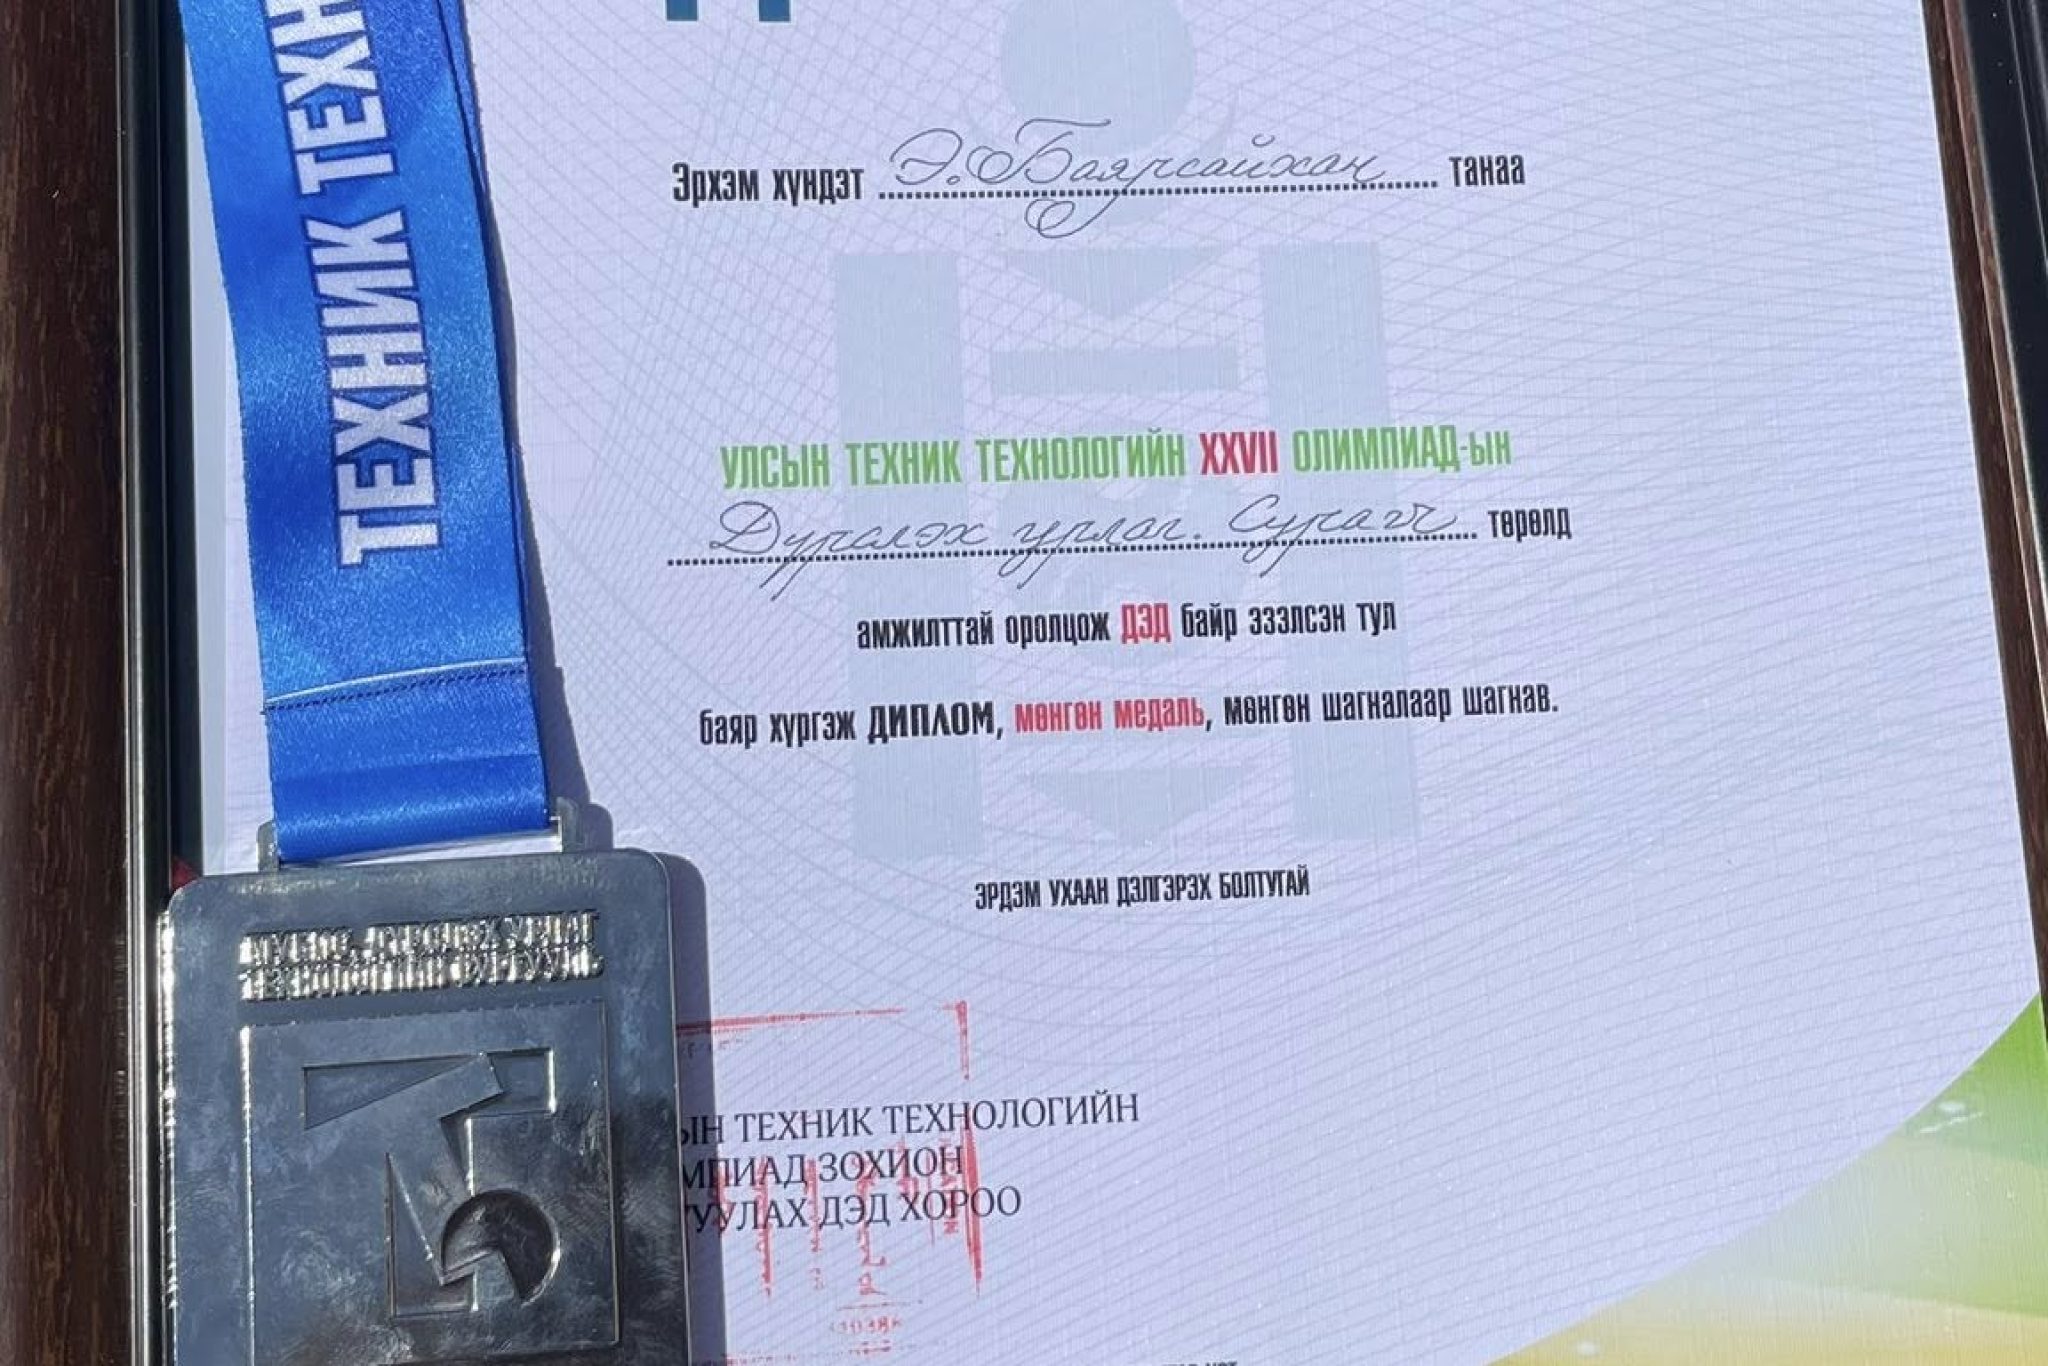 ТЕХНИК ТЕХН
Эрхэм хүндэт Э. Баярсайхан танаа
УЛСЫН ТЕХНИК ТЕХНОЛОГИЙН XXVII ОЛИМПИАД-ын
Дүрслэх урлаг. Сурагч төрөлд
амжилттай оролцож ДЭД байр эзэлсэн тул
баяр хүргэж ДИПЛОМ, мөнгөн медаль, мөнгөн шагналаар шагнав.
ЭРДЭМ УХААН ДЭЛГЭРЭХ БОЛТУГАЙ
ДҮРСЛЭХ УРЛАГ
ЫН ТЕХНИК ТЕХНОЛОГИЙН
МПИАД ЗОХИОН
УУЛАХ ДЭД ХОРОО